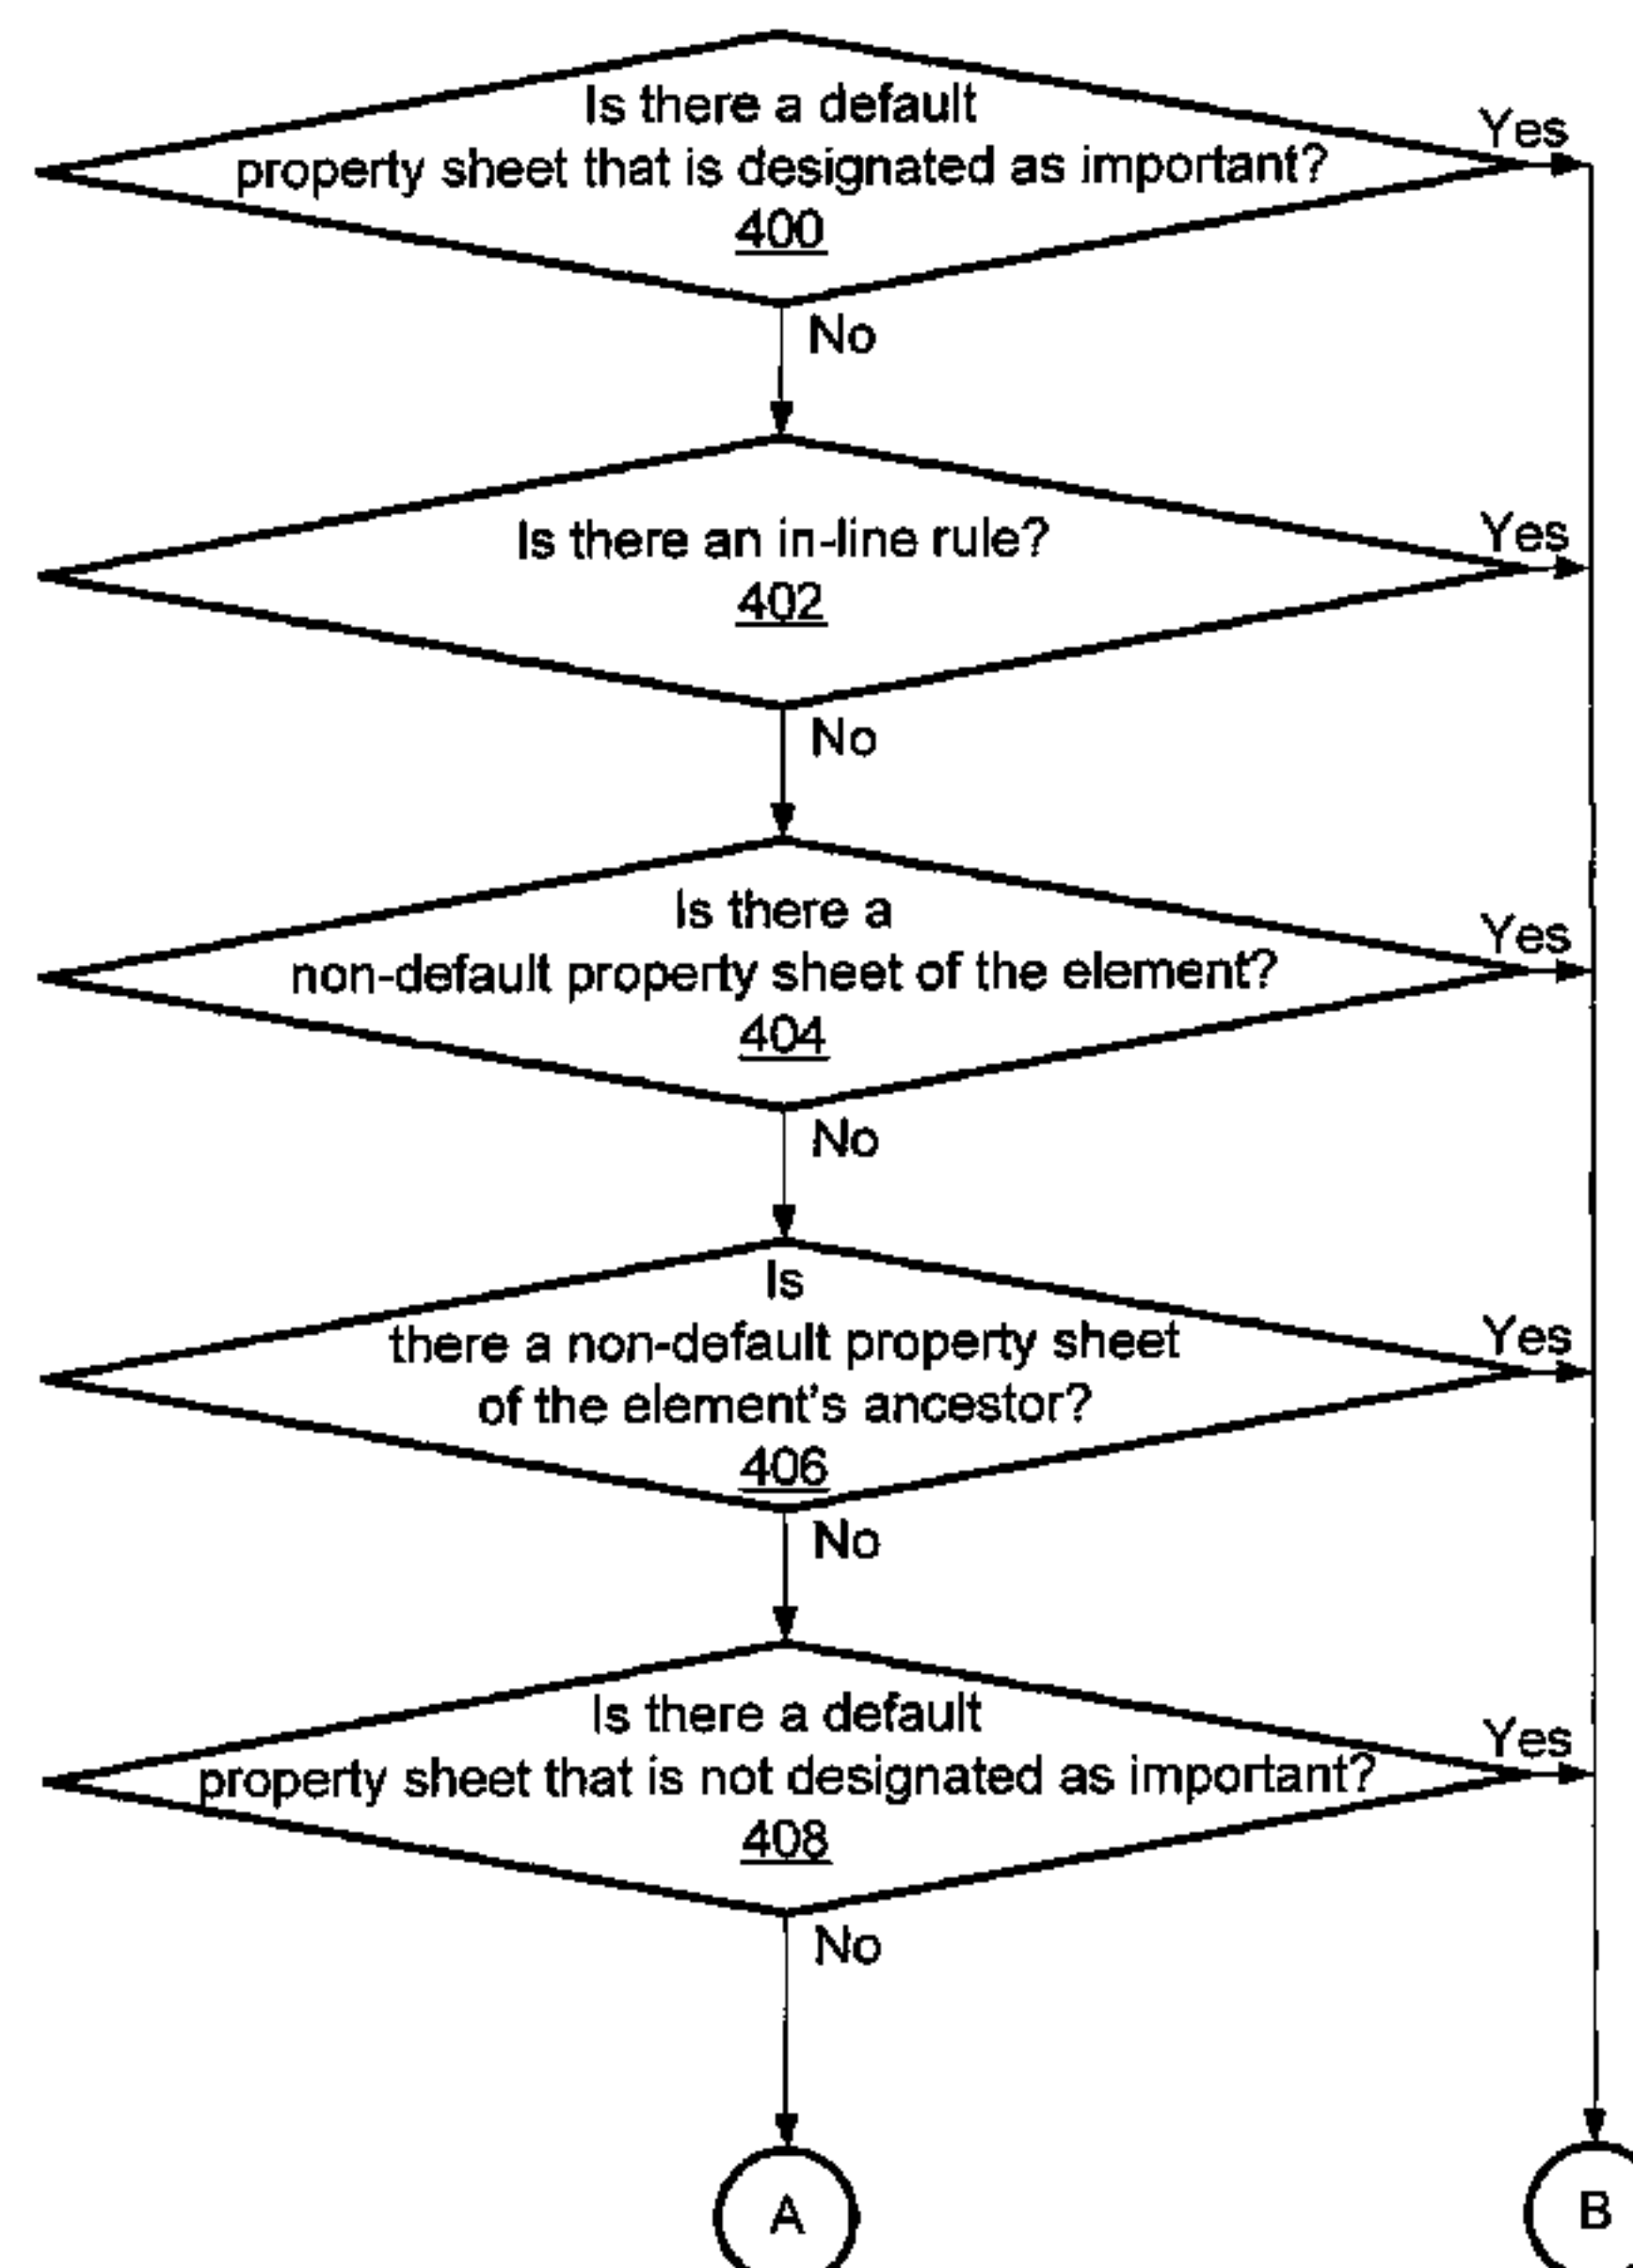 Is there a default
property sheet that is designated as important?
400
Yes
No
Is there an in-line rule?
402
Yes
No
Is there a
non-default property sheet of the element?
404
Yes
No
Is
there a non-default property sheet
of the element's ancestor?
406
Yes
No
Is there a default
property sheet that is not designated as important?
408
Yes
No
A
B